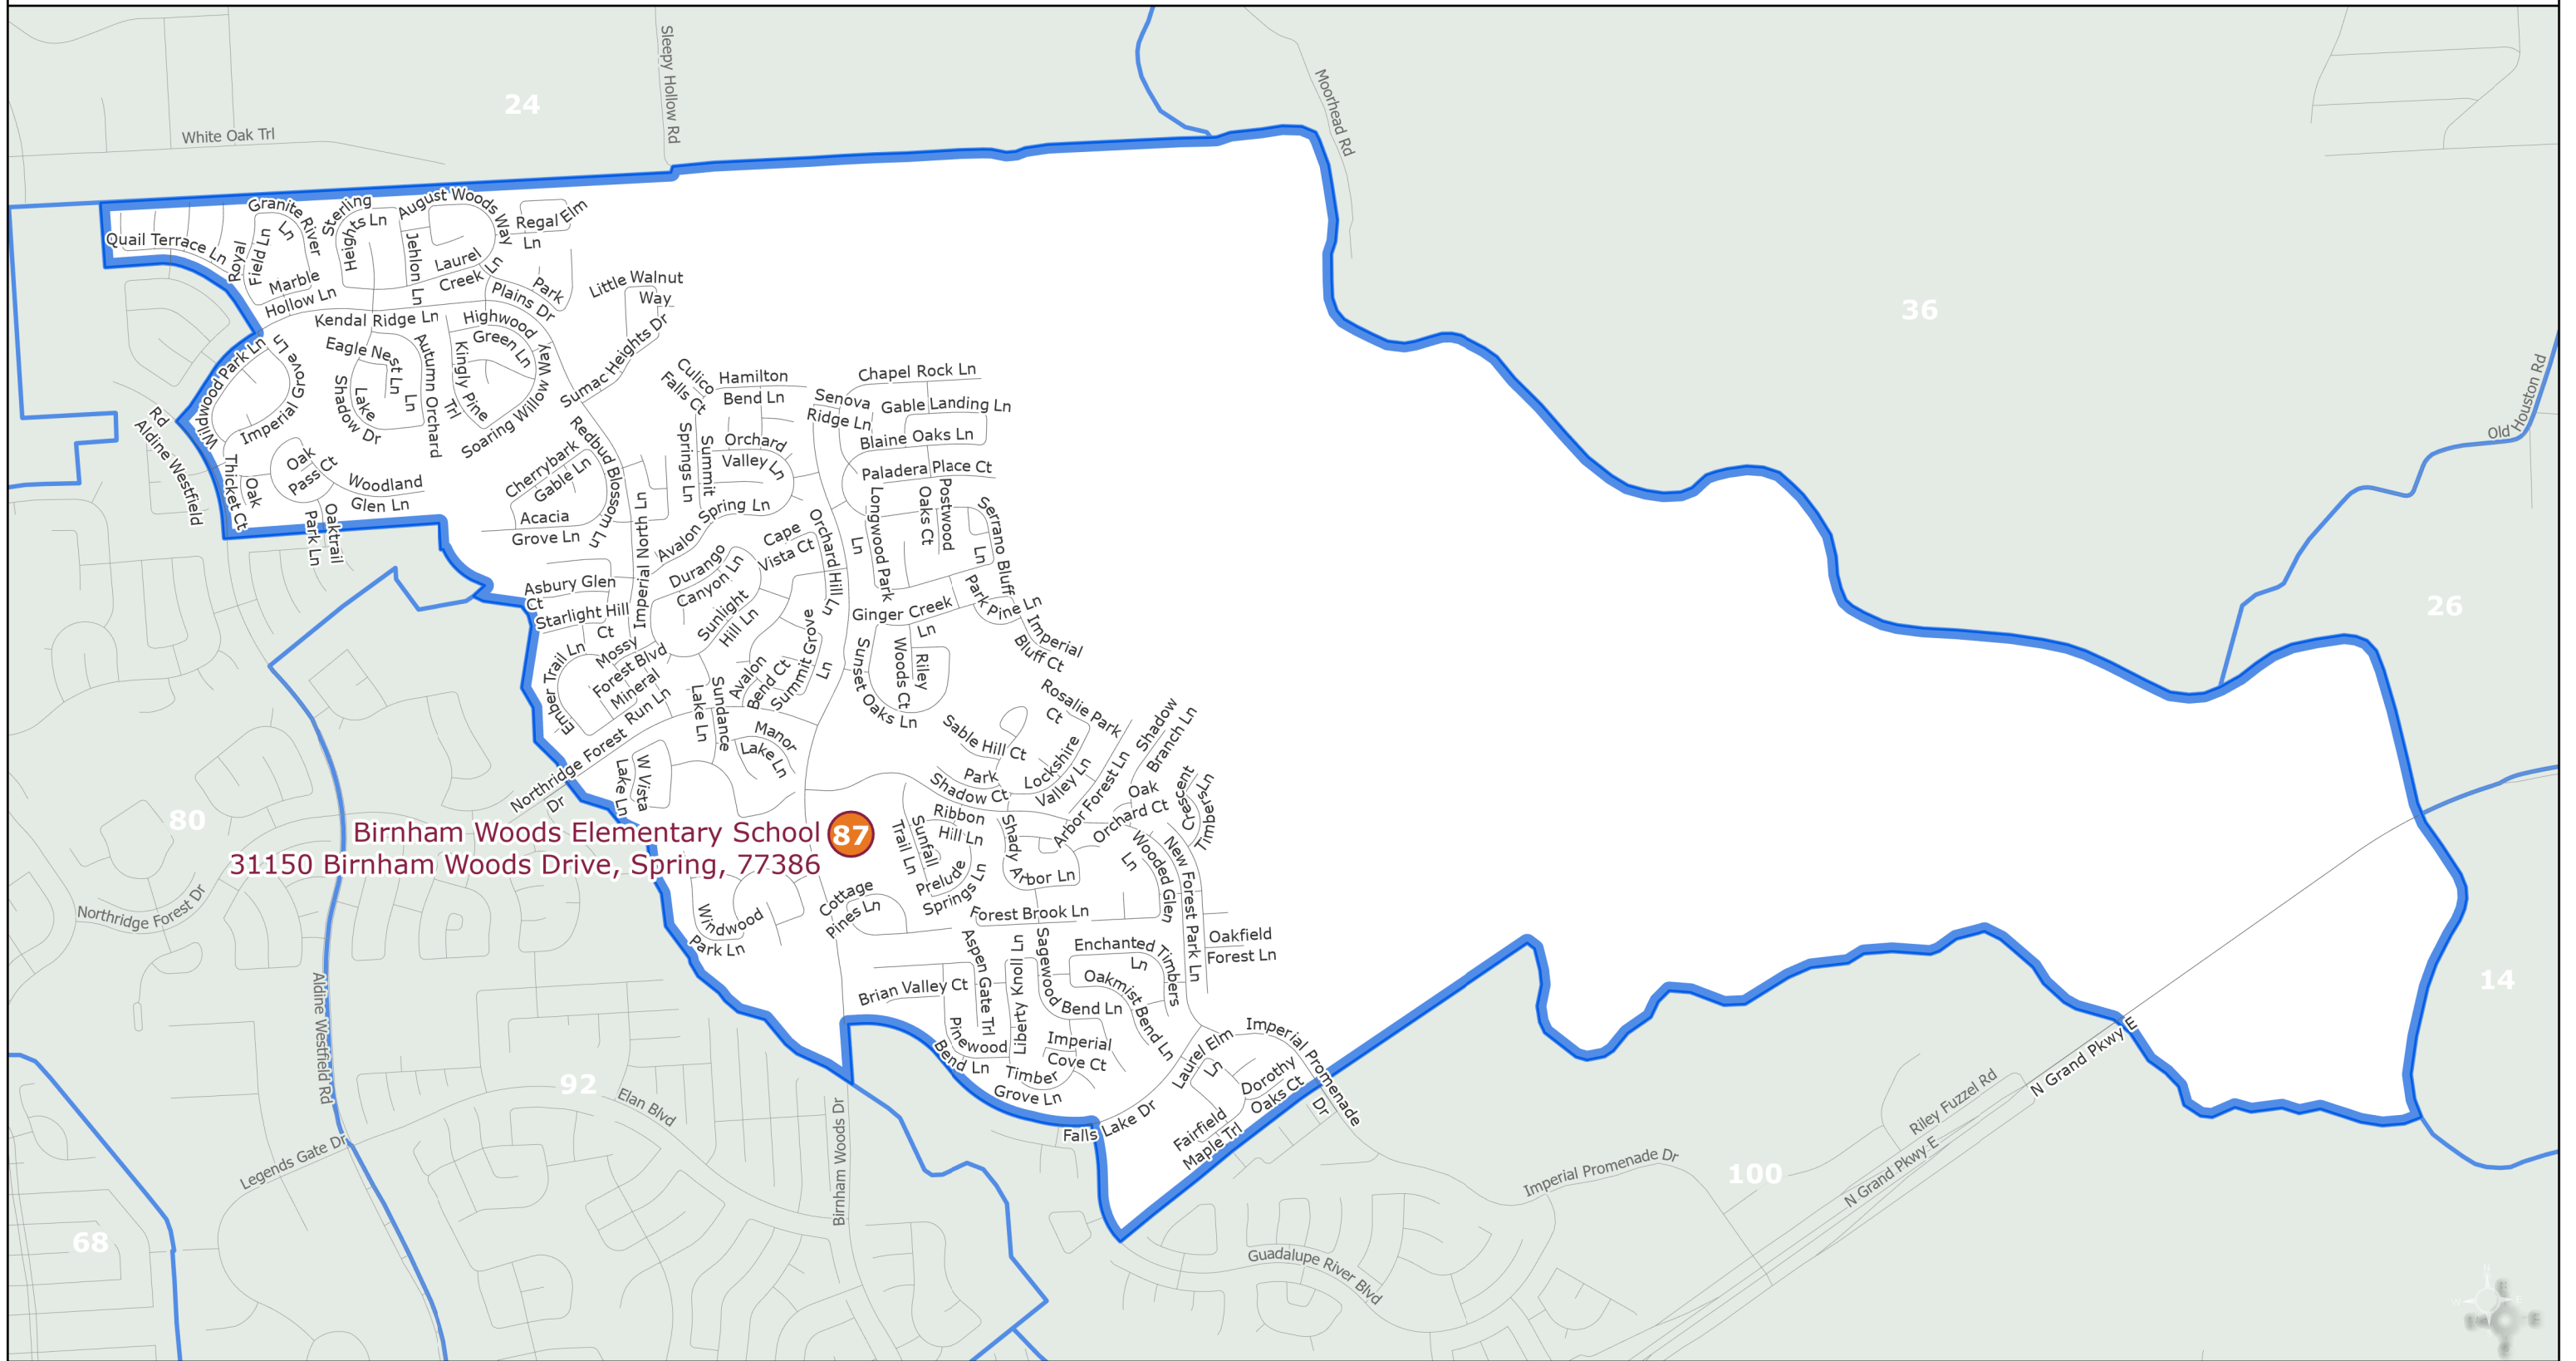 Sleepy Hollow Rd
Moorhead Rd
24
White Oak Trl
36
Old Houston Rd
26
14
Quail Terrace Ln
Granite River
Ln
Royal
Field Ln
Marble
Hollow Ln
Sterling
Heights Ln
August Woods Way
Jehlon
Ln
Laurel
Creek Ln
Regal Elm
Ln
Park
Plains Dr
Little Walnut
Way
Kendal Ridge Ln
Highwood
Green Ln
Way
Soaring Willow
Kingly Pine
Trl
Eagle Nest Ln
Autumn Orchard
Ln
Lake
Shadow Dr
Imperial Grove Ln
Wildwood Park Ln
Sumac Heights Dr
Rd
Aldine Westfield
Thicket Ct
Oak
Oak
Pass Ct
Woodland
Glen Ln
Oaktrail
Park Ln
Cherrybark
Gable Ln
Redbud Blossom
Ln
Acacia
Grove Ln
Culico
Falls Ct
Hamilton
Bend Ln
Senova
Ridge Ln
Chapel Rock Ln
Gable Landing Ln
Blaine Oaks Ln
Orchard
Valley Ln
Summit
Springs Ln
Paladera Place Ct
Avalon Spring Ln
Imperial North Ln
Postwood
Oaks Ct
Longwood Park
Ln
Serrano Bluff
Ln
Cape
Vista Ct
Orchard Hill Ln
Durango
Canyon Ln
Asbury Glen
Ct
Starlight Hill
Ct
Sunlight
Hill Ln
Ginger Creek
Ln
Park Pine Ln
Imperial
Bluff Ct
Mossy
Forest Blvd
Mineral
Run Ln
Ember Trail Ln
Summit Grove
Ln
Avalon
Bend Ct
Sunset Oaks Ln
Riley
Woods Ct
Sundance
Lake Ln
Manor
Lake Ln
Northridge Forest
Dr
W Vista
Lake Ln
Rosalie Park
Ct
Sable Hill Ct
Shadow
Branch Ln
Lockshire
Valley Ln
Park
Shadow Ct
Arbor Forest Ln
Oak
Orchard Ct
Crescent
Timbers Ln
80
Birnham Woods Elementary School
31150 Birnham Woods Drive, Spring, 77386
87
Ribbon
Hill Ln
Sunfall
Trail Ln
Prelude
Springs Ln
Shady
Arbor Ln
Wooded Glen
Ln
New Forest Park Ln
Windwood
Park Ln
Cottage
Pines Ln
Forest Brook Ln
Northridge Forest Dr
Oakfield
Forest Ln
Aspen Gate Trl
Liberty Knoll Ln
Sagewood
Bend Ln
Enchanted
Ln
Timbers
Oakmist Bend Ln
Brian Valley Ct
Pinewood
Bend Ln
Imperial
Cove Ct
Timber
Grove Ln
Laurel Elm
Ln
Imperial Promenade
Dr
Dorothy
Oaks Ct
Fairfield
Maple Trl
Falls Lake Dr
Aldine Westfield Rd
92
Elan Blvd
Legends Gate Dr
Birnham Woods Dr
68
N Grand Pkwy E
Riley Fuzzel Rd
N Grand Pkwy E
100
Imperial Promenade Dr
Guadalupe River Blvd